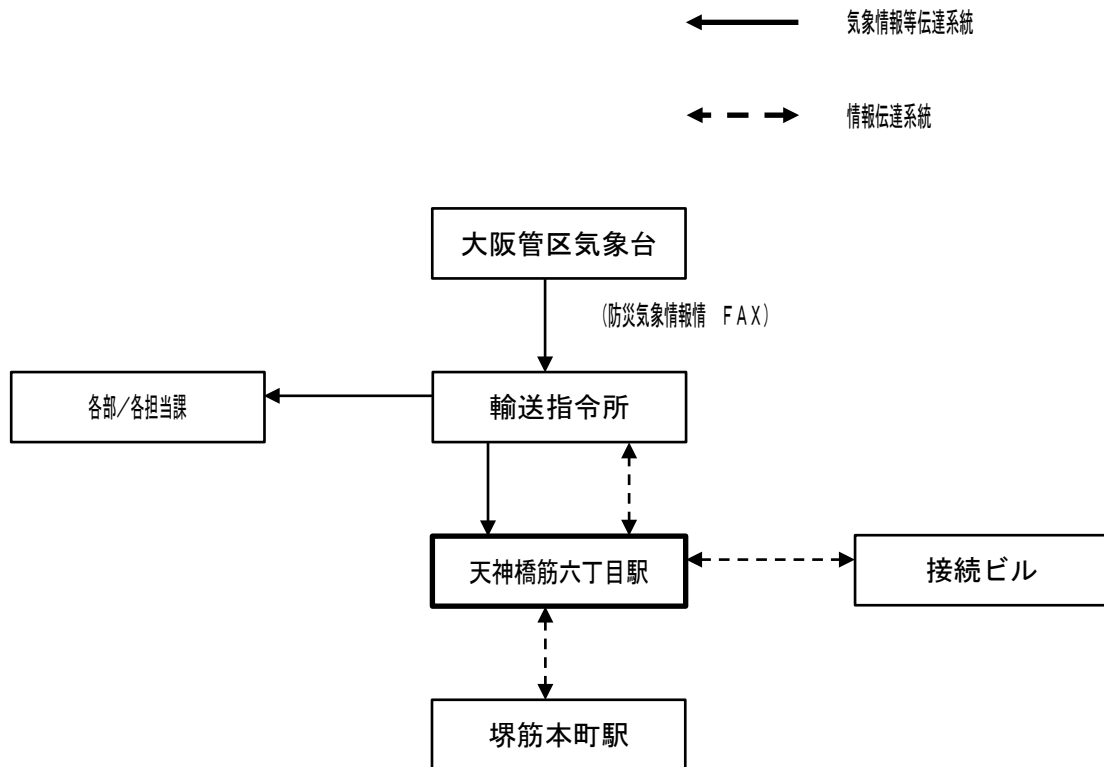 気象情報等伝達系統
情報伝達系統
大阪管区気象台
(防災気象情報情　ＦＡＸ)
各部／各担当課
輸送指令所
天神橋筋六丁目駅
接続ビル
堺筋本町駅